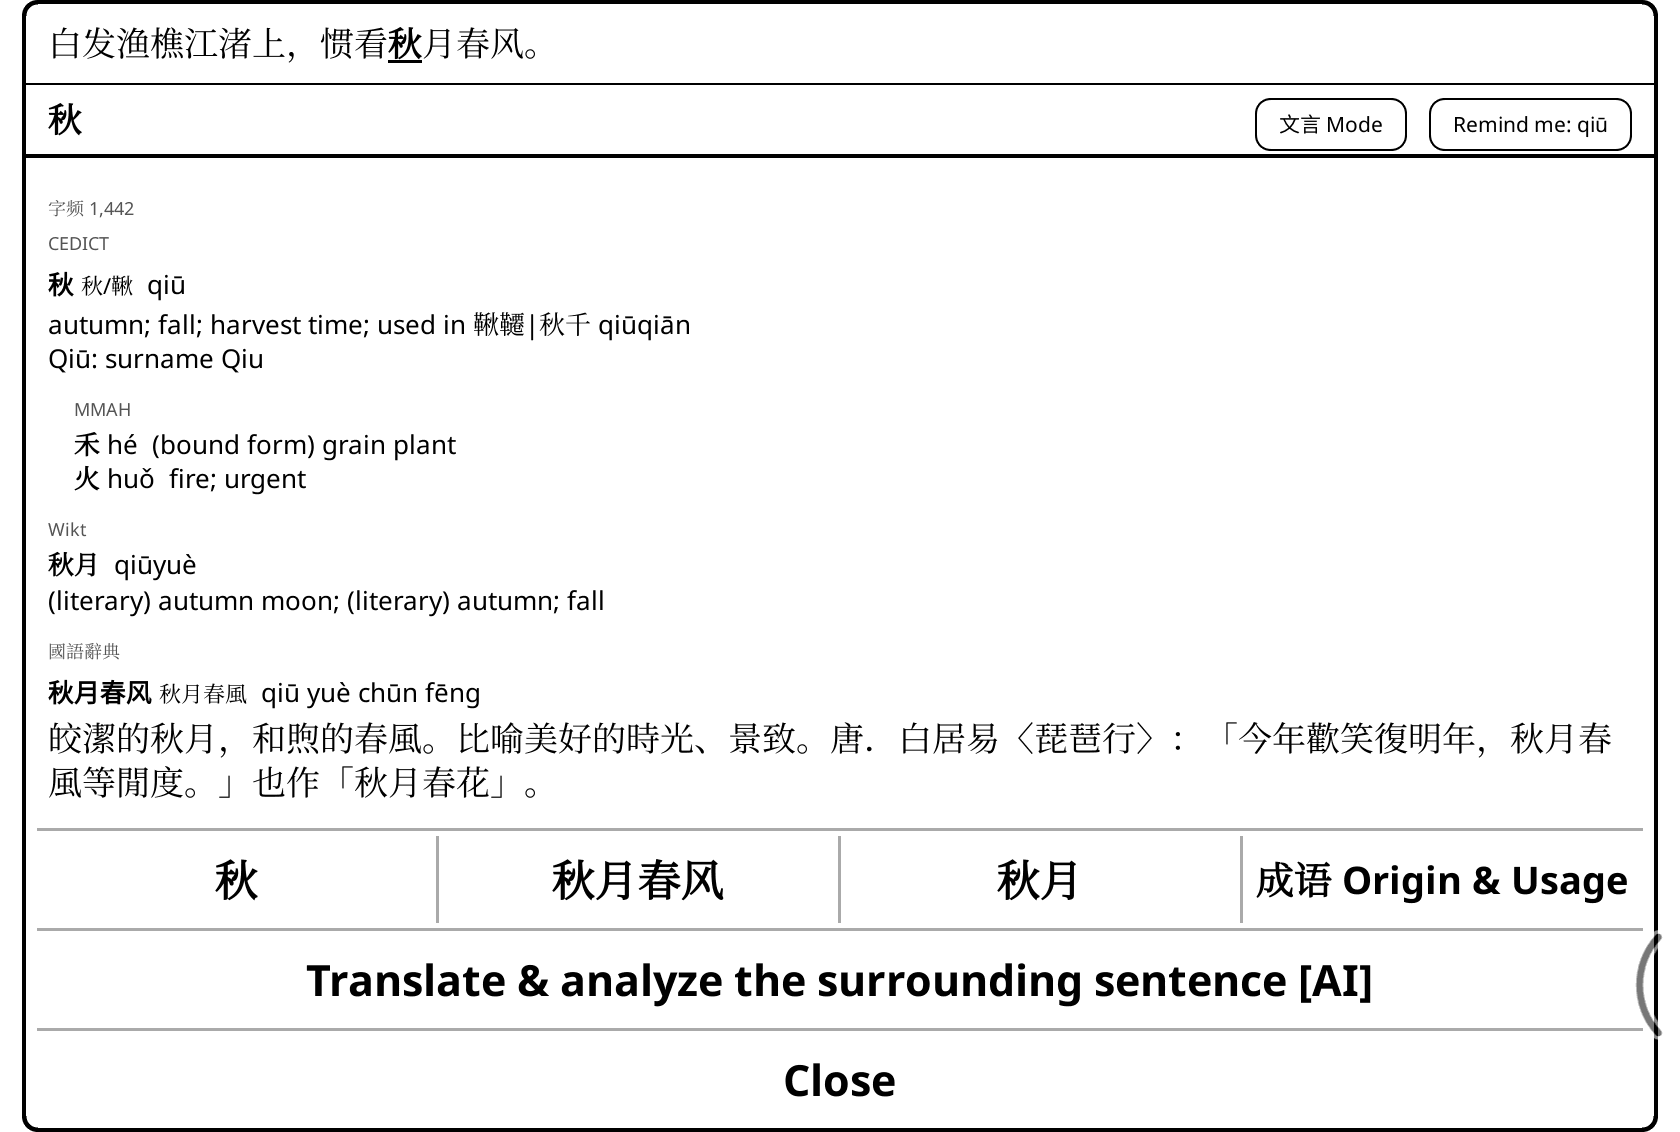 白发渔樵江渚上，惯看秋月春风。
秋
文言 Mode
Remind me: qiū
字频 1,442
CEDICT
秋 秋/鞦 qiū
autumn; fall; harvest time; used in 鞦韆|秋千 qiūqiān
Qiū: surname Qiu
MMAH
禾 hé (bound form) grain plant
火 huǒ fire; urgent
Wikt
秋月 qiūyuè
(literary) autumn moon; (literary) autumn; fall
國語辭典
秋月春风 秋月春風 qiū yuè chūn fēng
皎潔的秋月，和煦的春風。比喻美好的時光、景致。唐．白居易〈琵琶行〉：「今年歡笑復明年，秋月春
風等閒度。」也作「秋月春花」。
秋
秋月春风
秋月
成语 Origin & Usage
Translate & analyze the surrounding sentence [AI]
Close